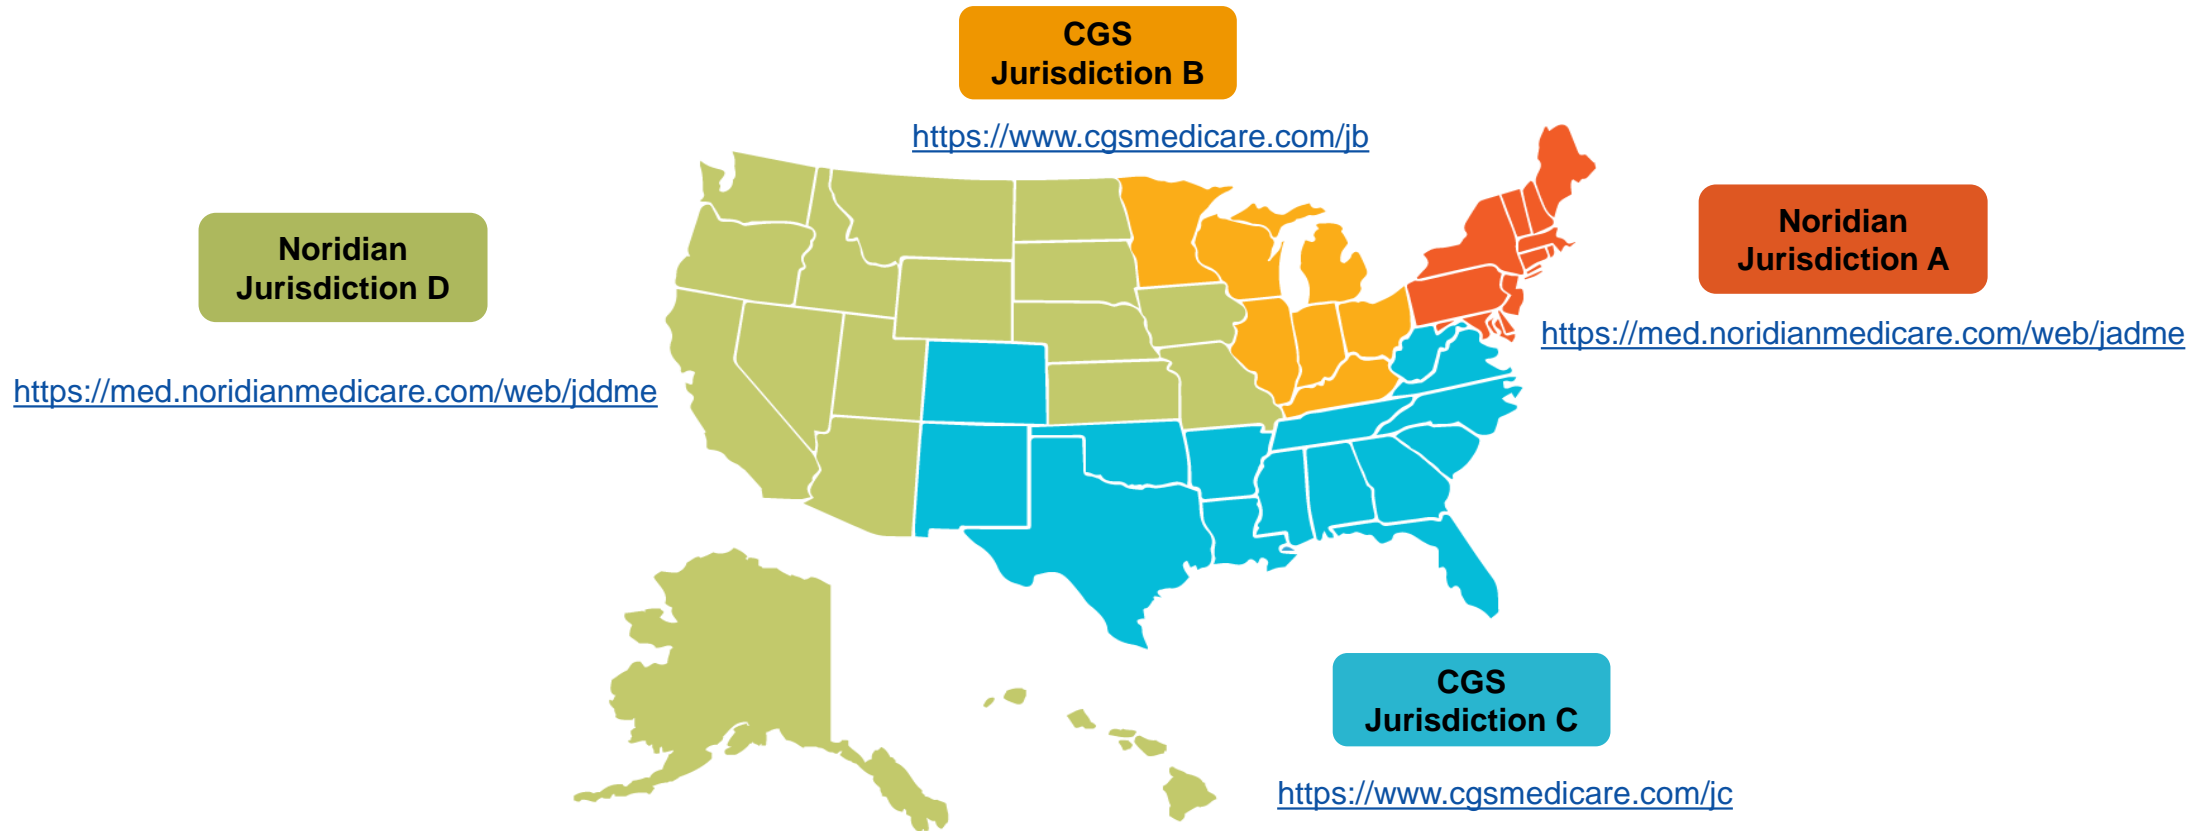 CGS
Jurisdiction B
https://www.cgsmedicare.com/jb
Noridian
Jurisdiction D
https://med.noridianmedicare.com/web/jddme
Noridian
Jurisdiction A
https://med.noridianmedicare.com/web/jadme
CGS
Jurisdiction C
https://www.cgsmedicare.com/jc